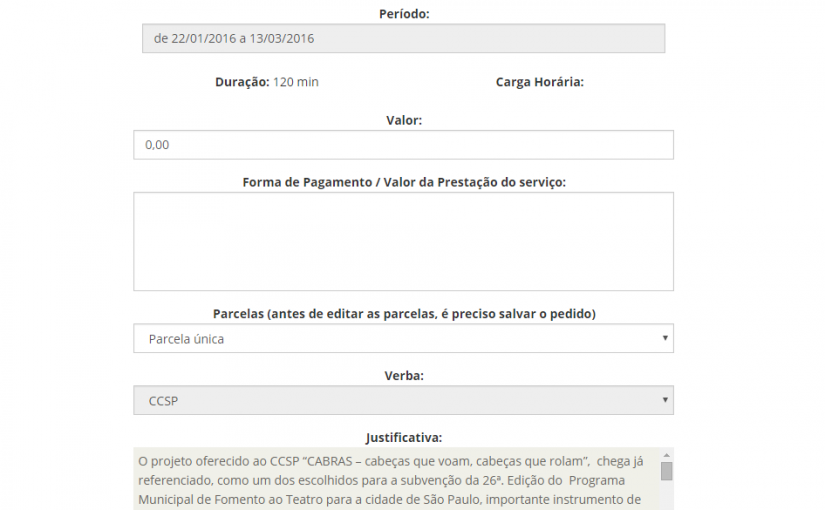 Período:
de 22/01/2016 a 13/03/2016
Duração: 120 min Carga Horária:
Valor:
0,00
Forma de Pagamento / Valor da Prestação do serviço:
Parcelas (antes de editar as parcelas, é preciso salvar o pedido)
Parcela única
Verba:
CCSP
Justificativa:
O projeto oferecido ao CCSP “CABRAS – cabeças que voam, cabeças que rolam”, chega já
referenciado, como um dos escolhidos para a subvenção da 26ª. Edição do Programa
Municipal de Fomento ao Teatro para a cidade de São Paulo, importante instrumento de